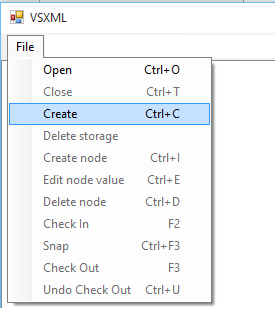 VSXML
File
Open Ctrl+O
Close Ctrl+T
Create Ctrl+C
Delete storage
Create node Ctrl+I
Edit node value Ctrl+E
Delete node Ctrl+D
Check In F2
Snap Ctrl+F3
Check Out F3
Undo Check Out Ctrl+U